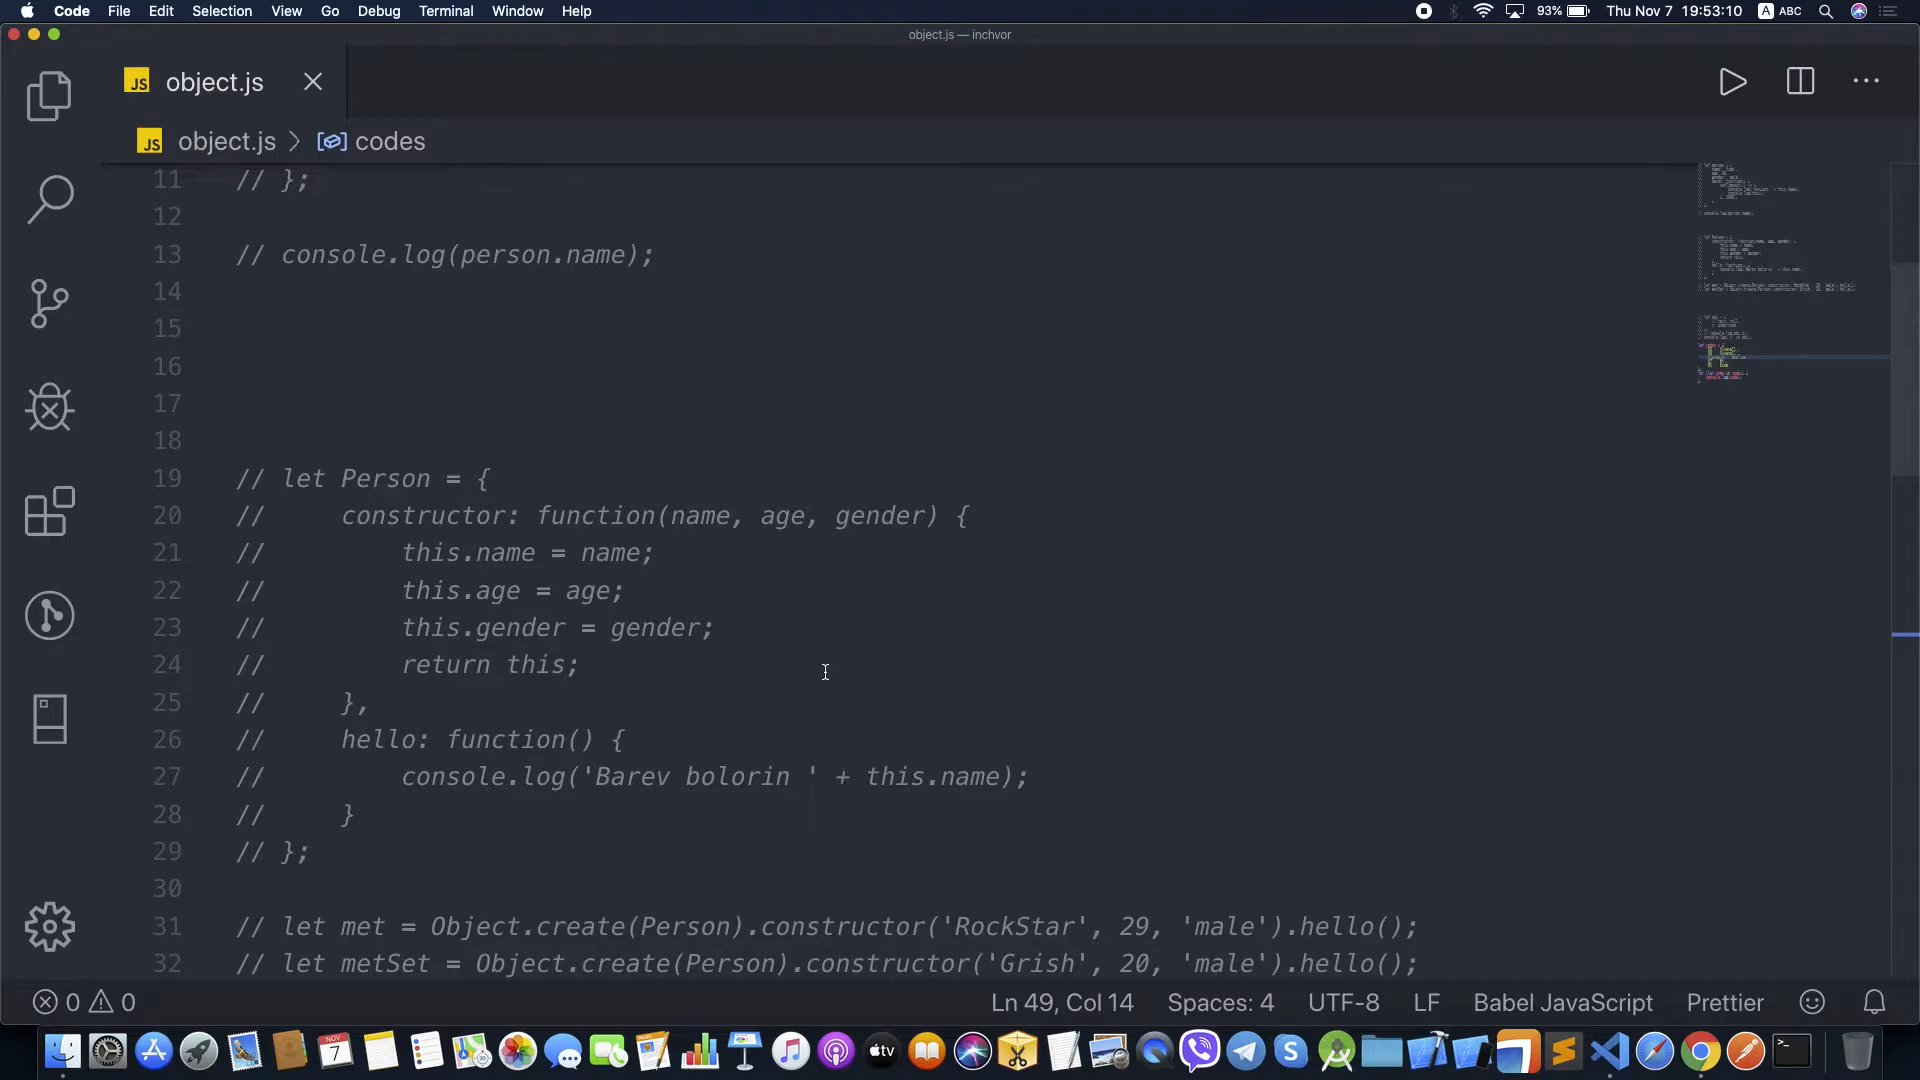 Code File Edit Selection View Go Debug Terminal Window Help 93% Thu Nov 7 19:53:10 A ABC
object.js — inchvor
JS object.js
JS object.js > codes
11 // };
12
13 // console.log(person.name);
14
15
16
17
18
19 // let Person = {
20 // constructor: function(name, age, gender) {
21 // this.name = name;
22 // this.age = age;
23 // this.gender = gender;
24 // return this;
25 // },
26 // hello: function() {
27 // console.log('Barev bolorin ' + this.name);
28 // }
29 // };
30
31 // let met = Object.create(Person).constructor('RockStar', 29, 'male').hello();
32 // let metSet = Object.create(Person).constructor('Grish', 20, 'male').hello();
0 0 Ln 49, Col 14 Spaces: 4 UTF-8 LF Babel JavaScript Prettier
NOV 7 tv